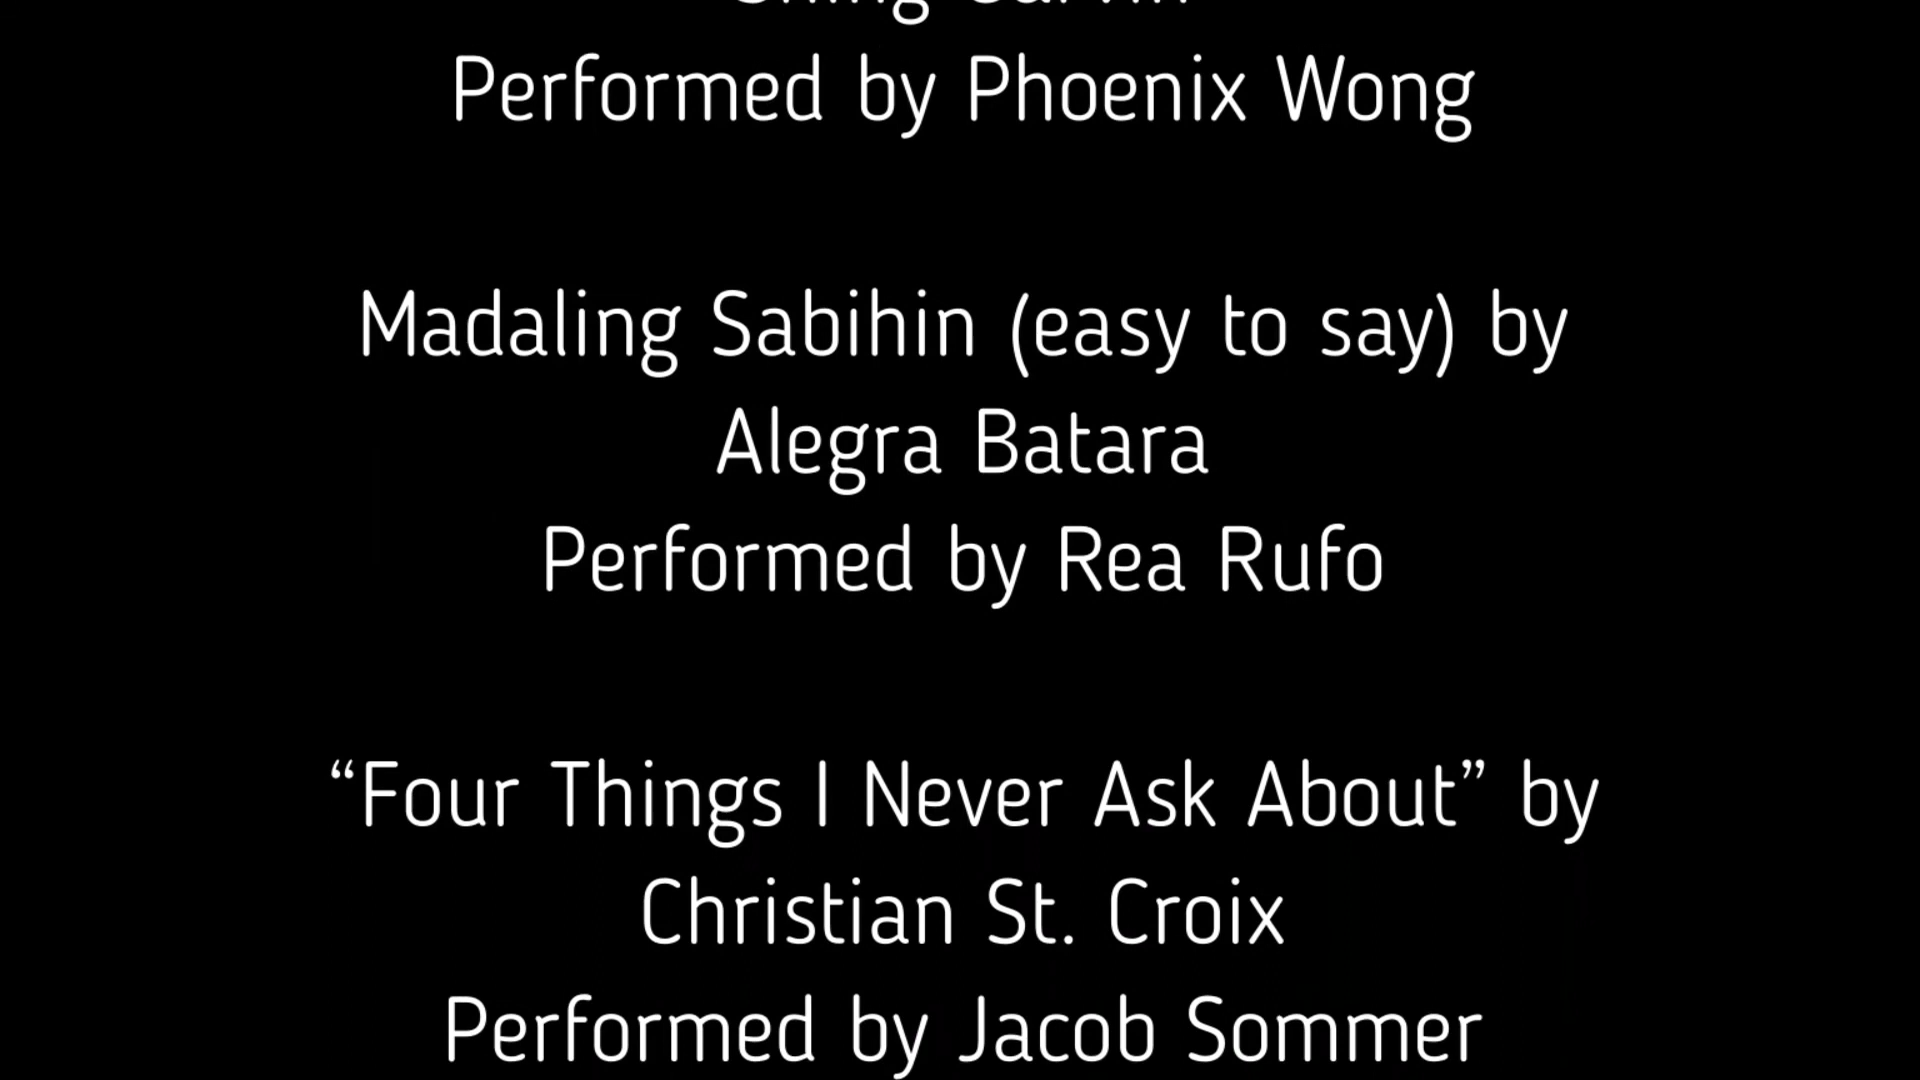 Performed by Phoenix Wong
Madaling Sabihin (easy to say) by
Alegra Batara
Performed by Rea Rufo
“Four Things I Never Ask About” by
Christian St. Croix
Performed by Jacob Sommer